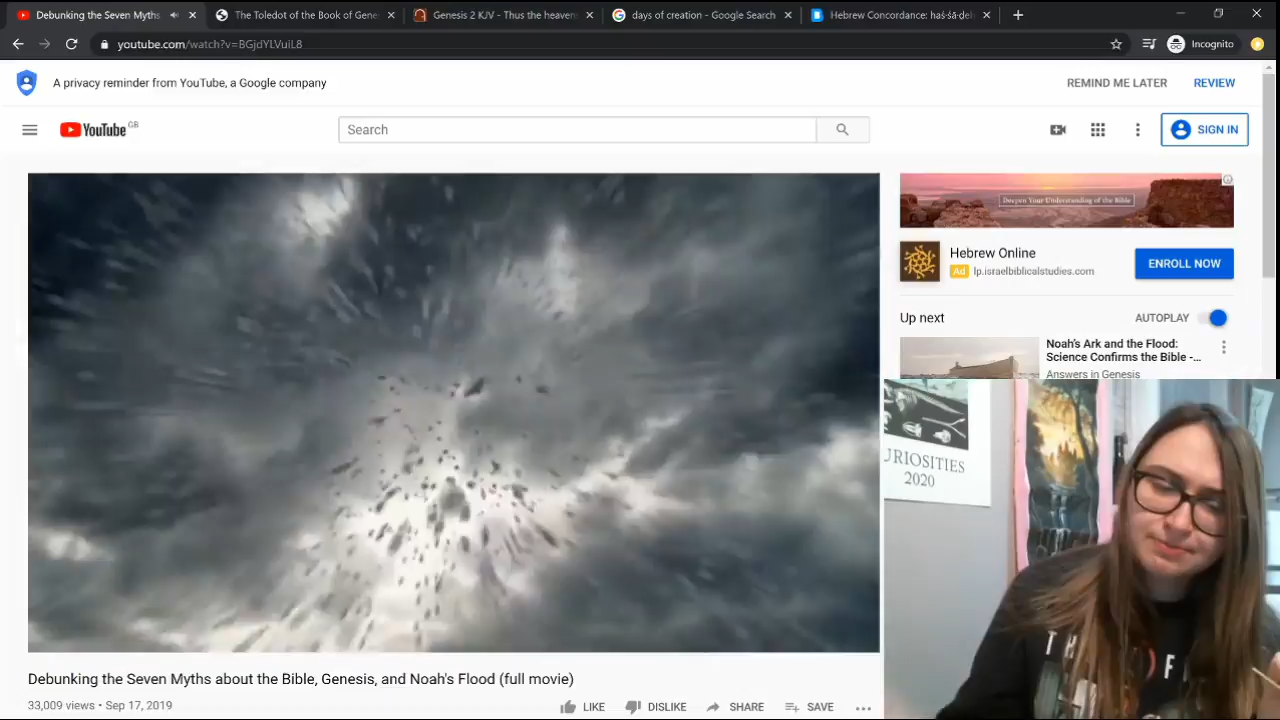 Debunking the Seven Myths
The Toledot of the Book of Gene
Genesis 2 KJV - Thus the heaven
days of creation - Google Search
Hebrew Concordance: haś·śā·ḏeh
youtube.com/watch?v=BGjdYLVuiL8
Incognito
A privacy reminder from YouTube, a Google company
REMIND ME LATER
REVIEW
YouTube GB
Search
SIGN IN
Deepen Your Understanding of the Bible
Hebrew Online
Ad lp.israelbiblicalstudies.com
ENROLL NOW
Up next
AUTOPLAY
Noah's Ark and the Flood:
Science Confirms the Bible -...
Answers in Genesis
URIOSITIES
2020
Debunking the Seven Myths about the Bible, Genesis, and Noah's Flood (full movie)
33,009 views • Sep 17, 2019
LIKE
DISLIKE
SHARE
SAVE